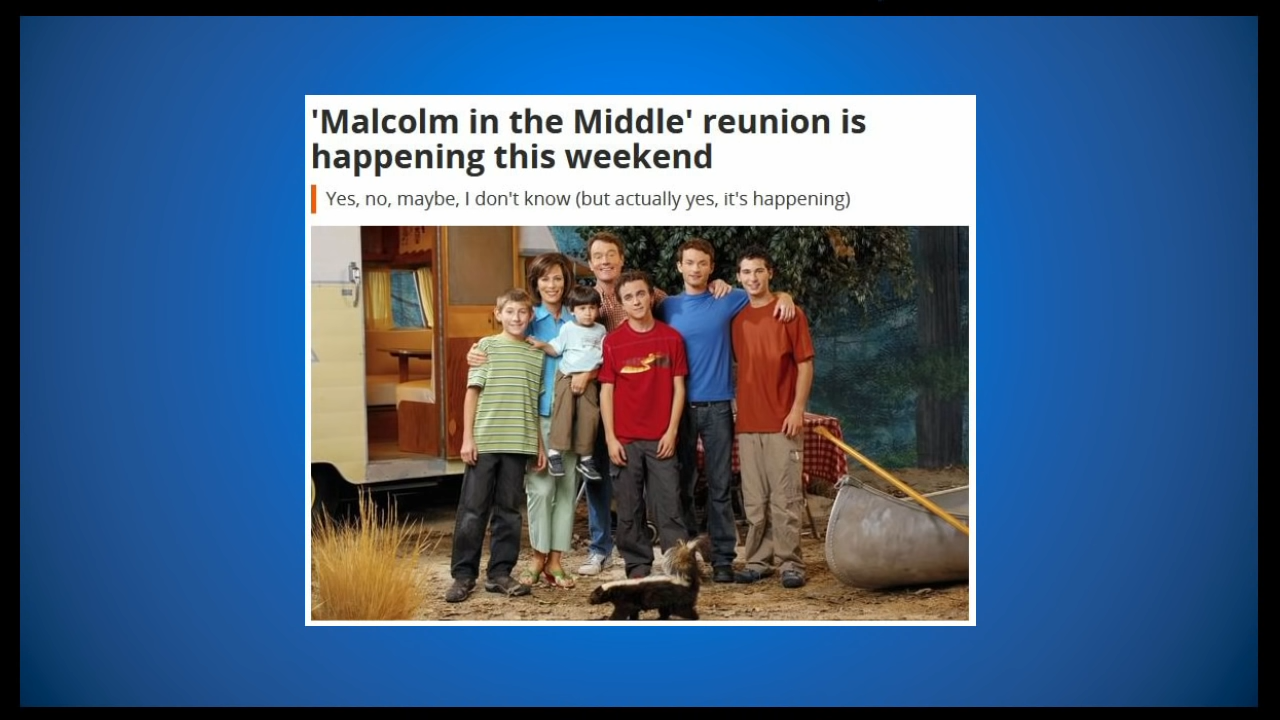 'Malcolm in the Middle' reunion is
happening this weekend
Yes, no, maybe, I don't know (but actually yes, it's happening)